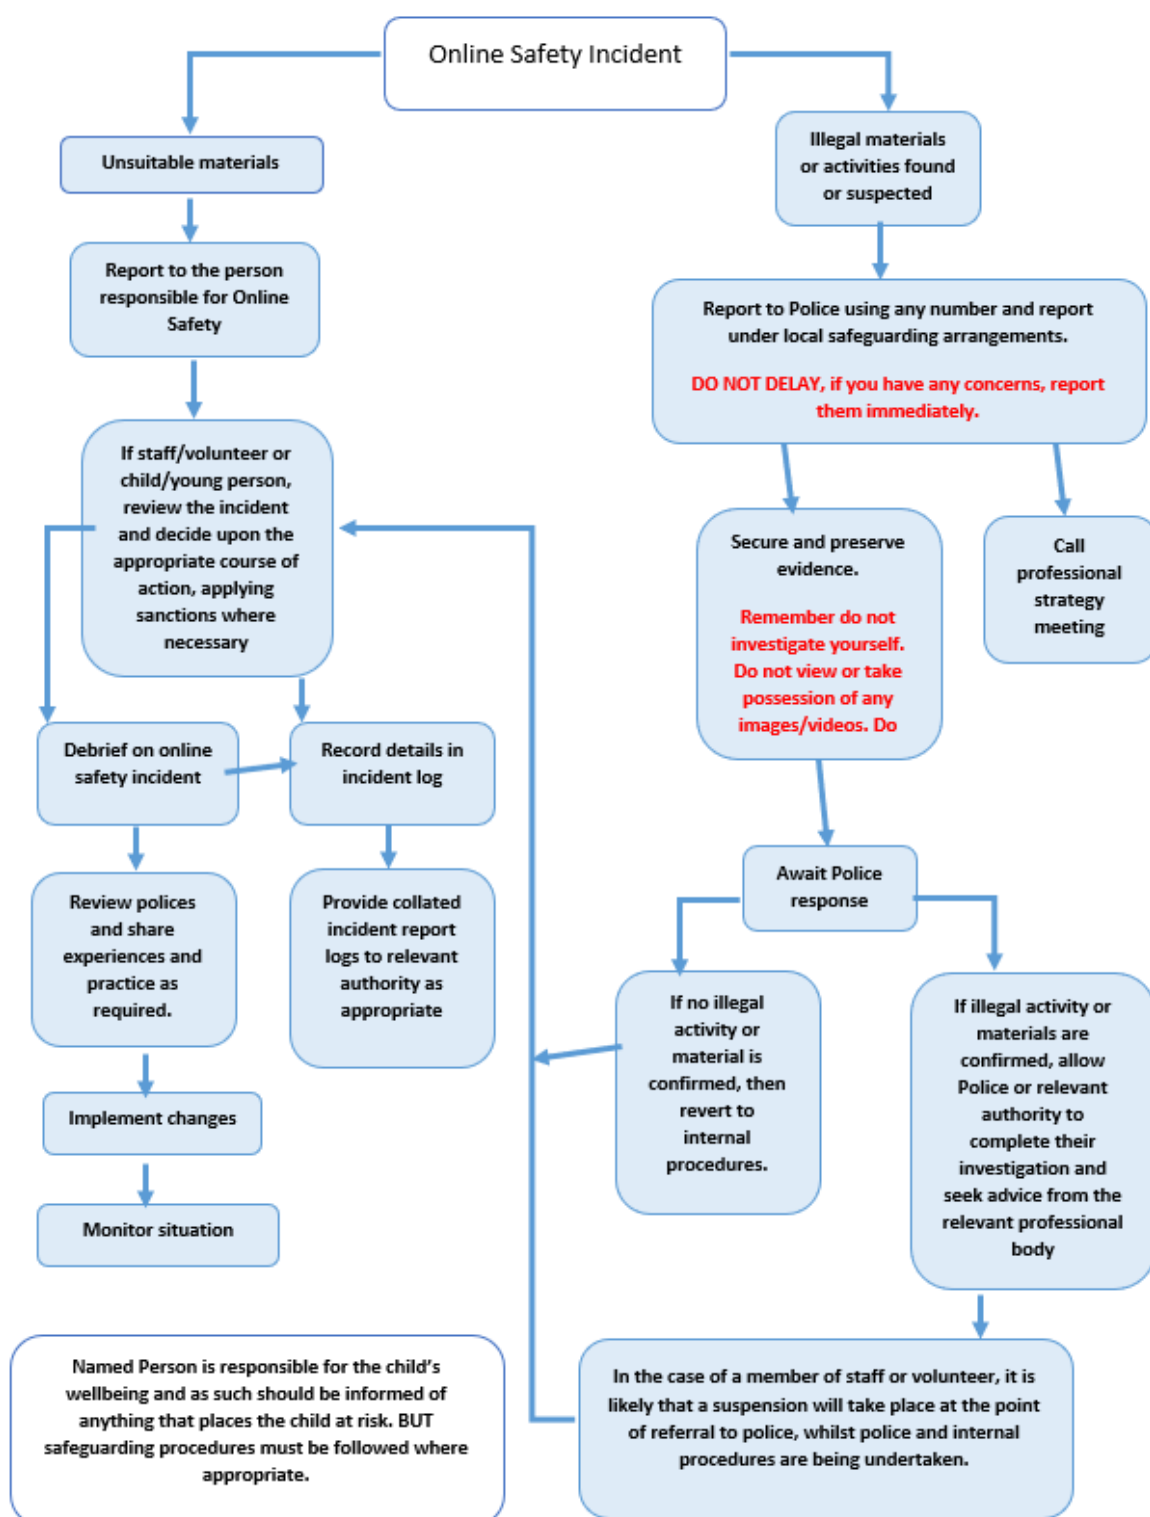 Online Safety Incident
Unsuitable materials
Report to the person
responsible for Online
Safety
If staff/volunteer or
child/young person,
review the incident
and decide upon the
appropriate course of
action, applying
sanctions where
necessary
Debrief on online
safety incident
Record details in
incident log
Review polices
and share
experiences and
practice as
required.
Provide collated
incident report
logs to relevant
authority as
appropriate
Implement changes
Monitor situation
Illegal materials
or activities found
or suspected
Report to Police using any number and report
under local safeguarding arrangements.
DO NOT DELAY, if you have any concerns, report
them immediately.
Secure and preserve
evidence.
Remember do not
investigate yourself.
Do not view or take
possession of any
images/videos. Do
Call
professional
strategy
meeting
Await Police
response
If no illegal
activity or
material is
confirmed, then
revert to
internal
procedures.
If illegal activity or
materials are
confirmed, allow
Police or relevant
authority to
complete their
investigation and
seek advice from the
relevant professional
body
In the case of a member of staff or volunteer, it is
likely that a suspension will take place at the point
of referral to police, whilst police and internal
procedures are being undertaken.
Named Person is responsible for the child's
wellbeing and as such should be informed of
anything that places the child at risk. BUT
safeguarding procedures must be followed where
appropriate.